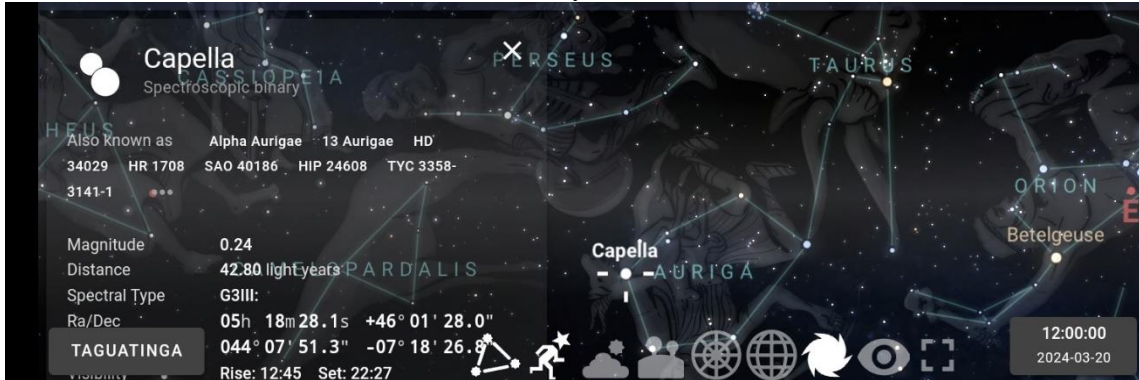 Capella
Spectroscopic binary
CASSIOPEIA
PERSEUS
TAURUS
HEUS
Also known as Alpha Aurigae 13 Aurigae HD
34029 HR 1708 SAO 40186 HIP 24608 TYC 3358-
3141-1
ORION
E
Betelgeuse
Capella
AURIGA
Magnitude 0.24
Distance 42.80 light years
PARDALIS
Spectral Type G3III:
Ra/Dec 05h 18m28.1s +46° 01' 28.0"
044° 07' 51.3" -07° 18' 26.8"
Visibility Rise: 12:45 Set: 22:27
TAGUATINGA
12:00:00
2024-03-20